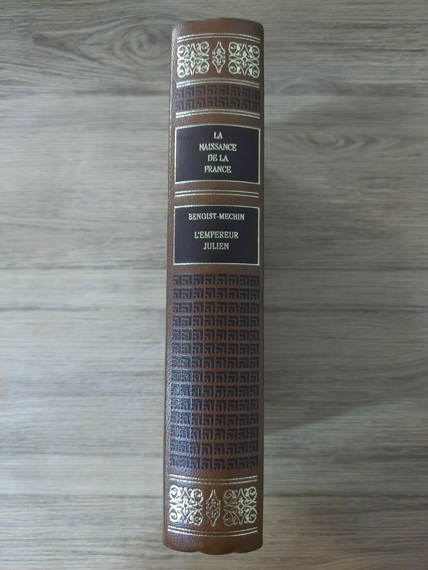 LA
NAISSANCE
DE LA
FRANCE
BENOIST-MECHIN
L'EMPEREUR
JULIEN